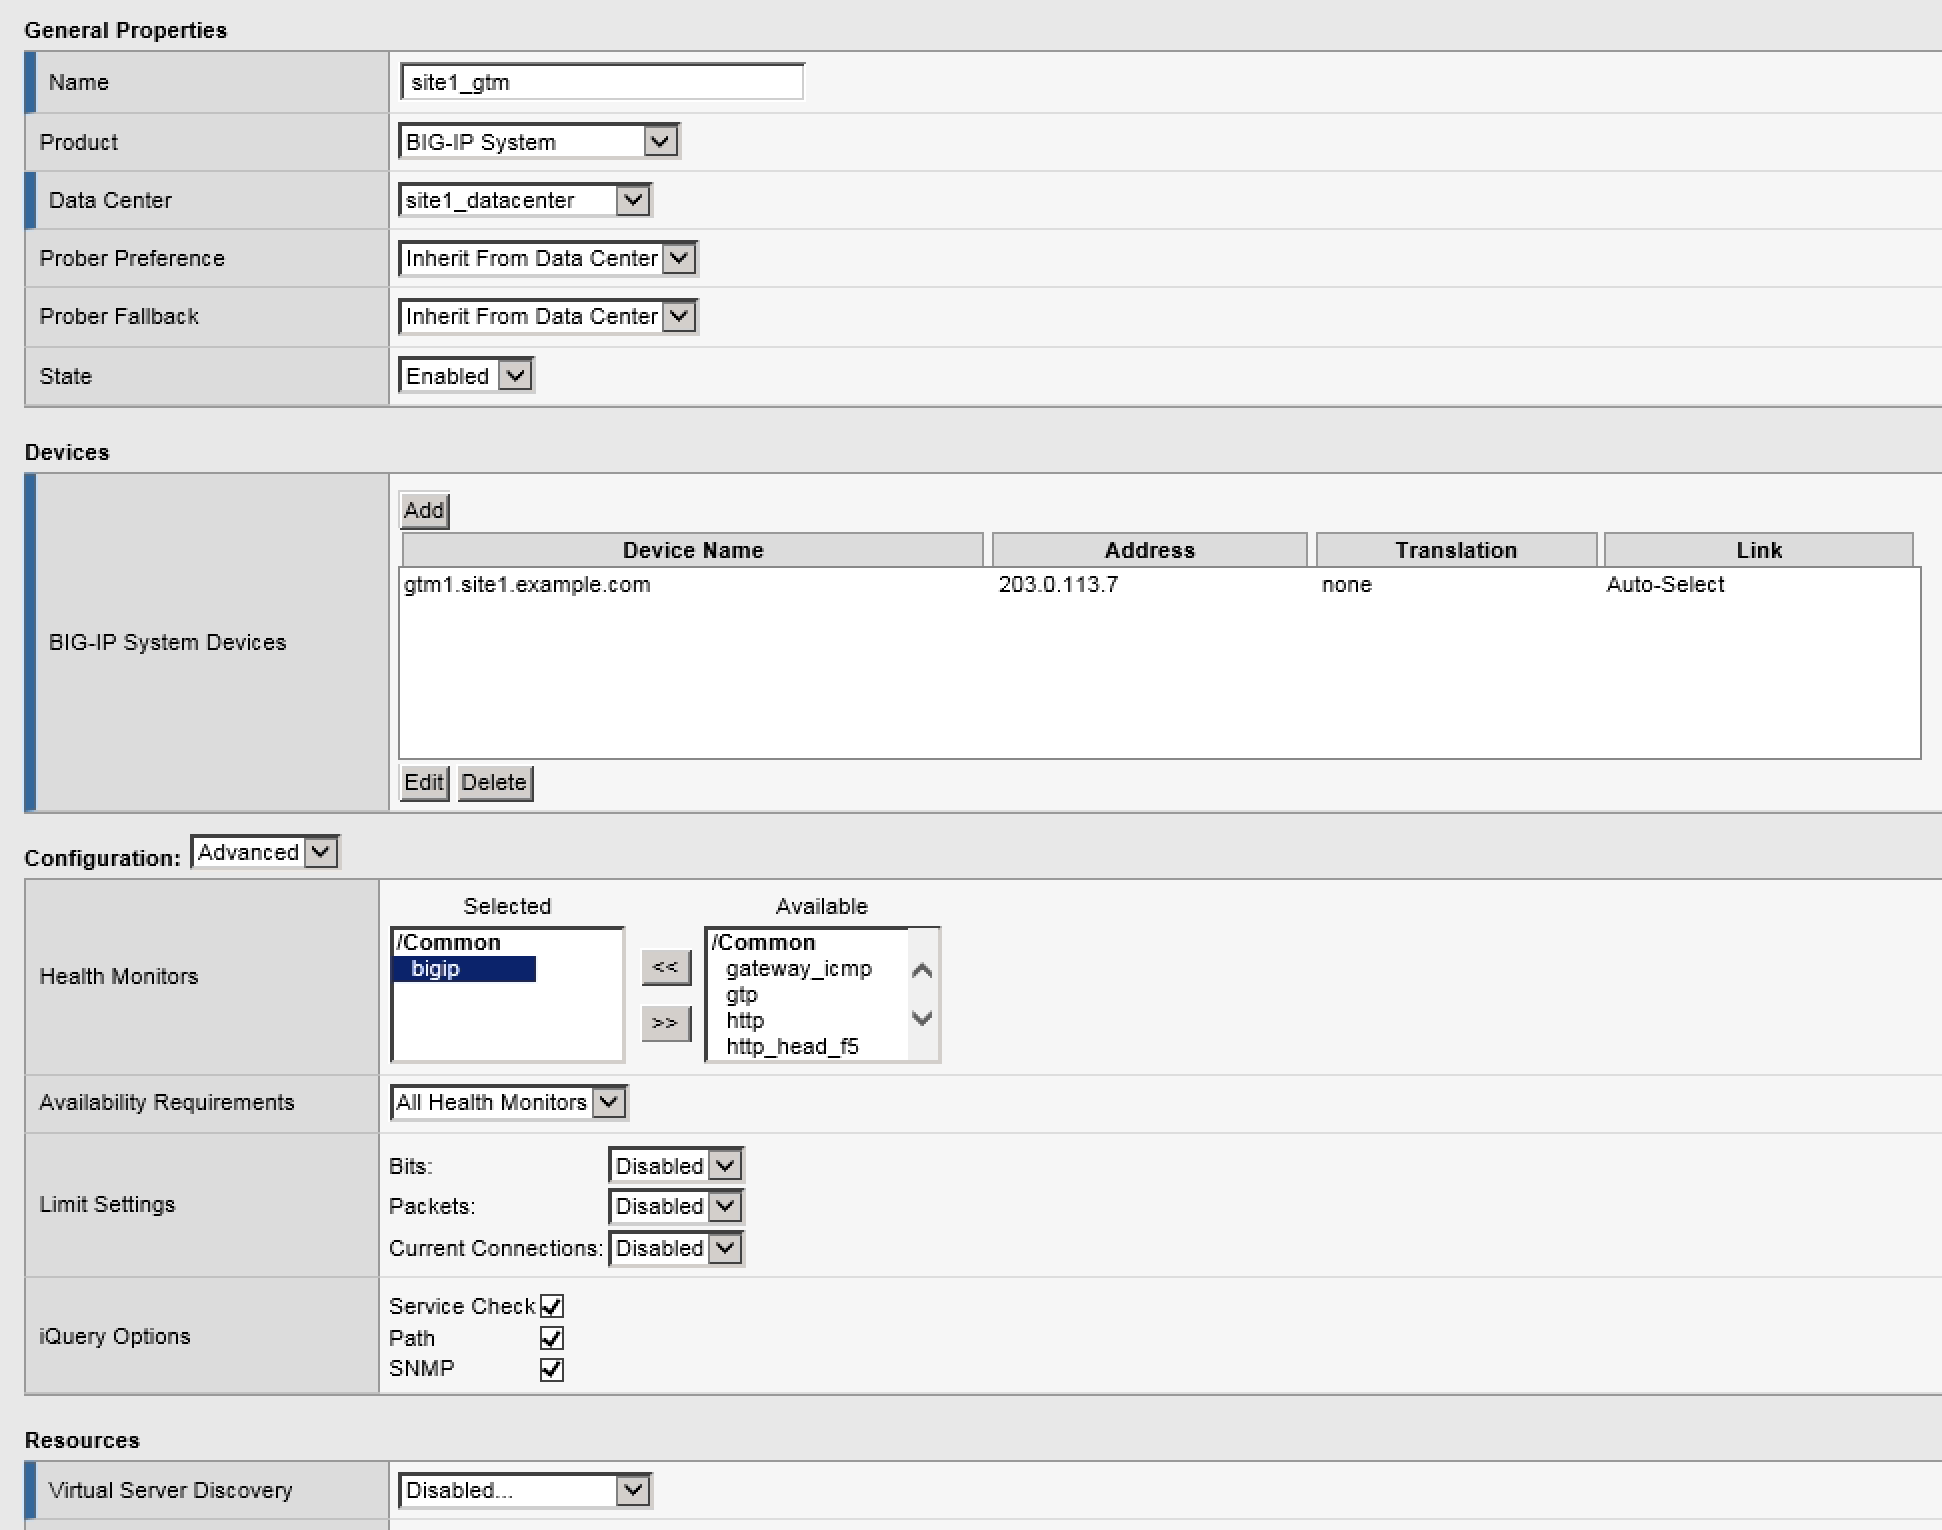 General Properties
Name site1_gtm
Product BIG-IP System
Data Center site1_datacenter
Prober Preference Inherit From Data Center
Prober Fallback Inherit From Data Center
State Enabled
Devices
Add
Device Name Address Translation Link
gtm1.site1.example.com 203.0.113.7 none Auto-Select
BIG-IP System Devices
Edit Delete
Configuration: Advanced
Selected Available
/Common /Common
bigip << gateway_icmp
Health Monitors
gtp
>> http
http_head_f5
Availability Requirements All Health Monitors
Bits: Disabled
Limit Settings Packets: Disabled
Current Connections: Disabled
Service Check
iQuery Options Path
SNMP
Resources
Virtual Server Discovery Disabled...